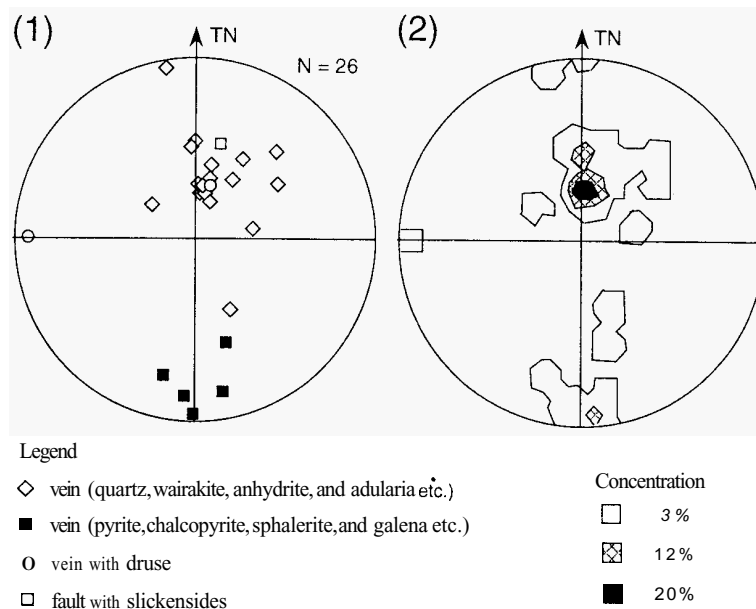 (1)
TN
N = 26
(2)
TN
Legend
vein (quartz, wairakite, anhydrite, and adularia etc.)
vein (pyrite, chalcopyrite, sphalerite, and galena etc.)
vein with druse
fault with slickensides
Concentration
3%
12%
20%